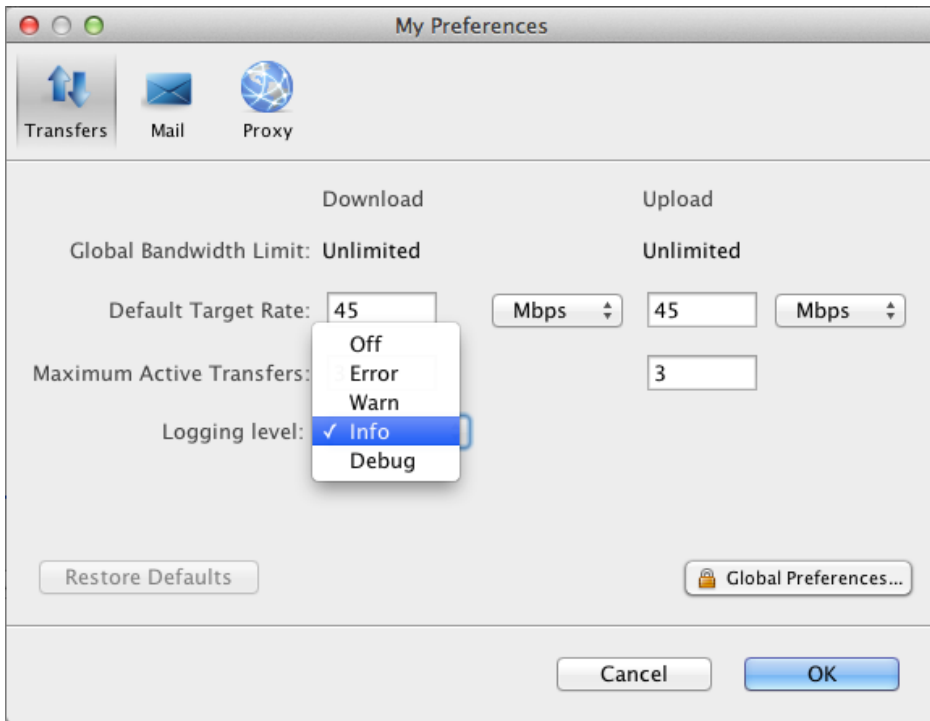 My Preferences
Transfers Mail Proxy
Download Upload
Global Bandwidth Limit: Unlimited Unlimited
Default Target Rate: 45 Mbps 45 Mbps
Off
Maximum Active Transfers: Error 3
Warn
Logging level: ✓ Info
Debug
Restore Defaults Global Preferences...
Cancel OK